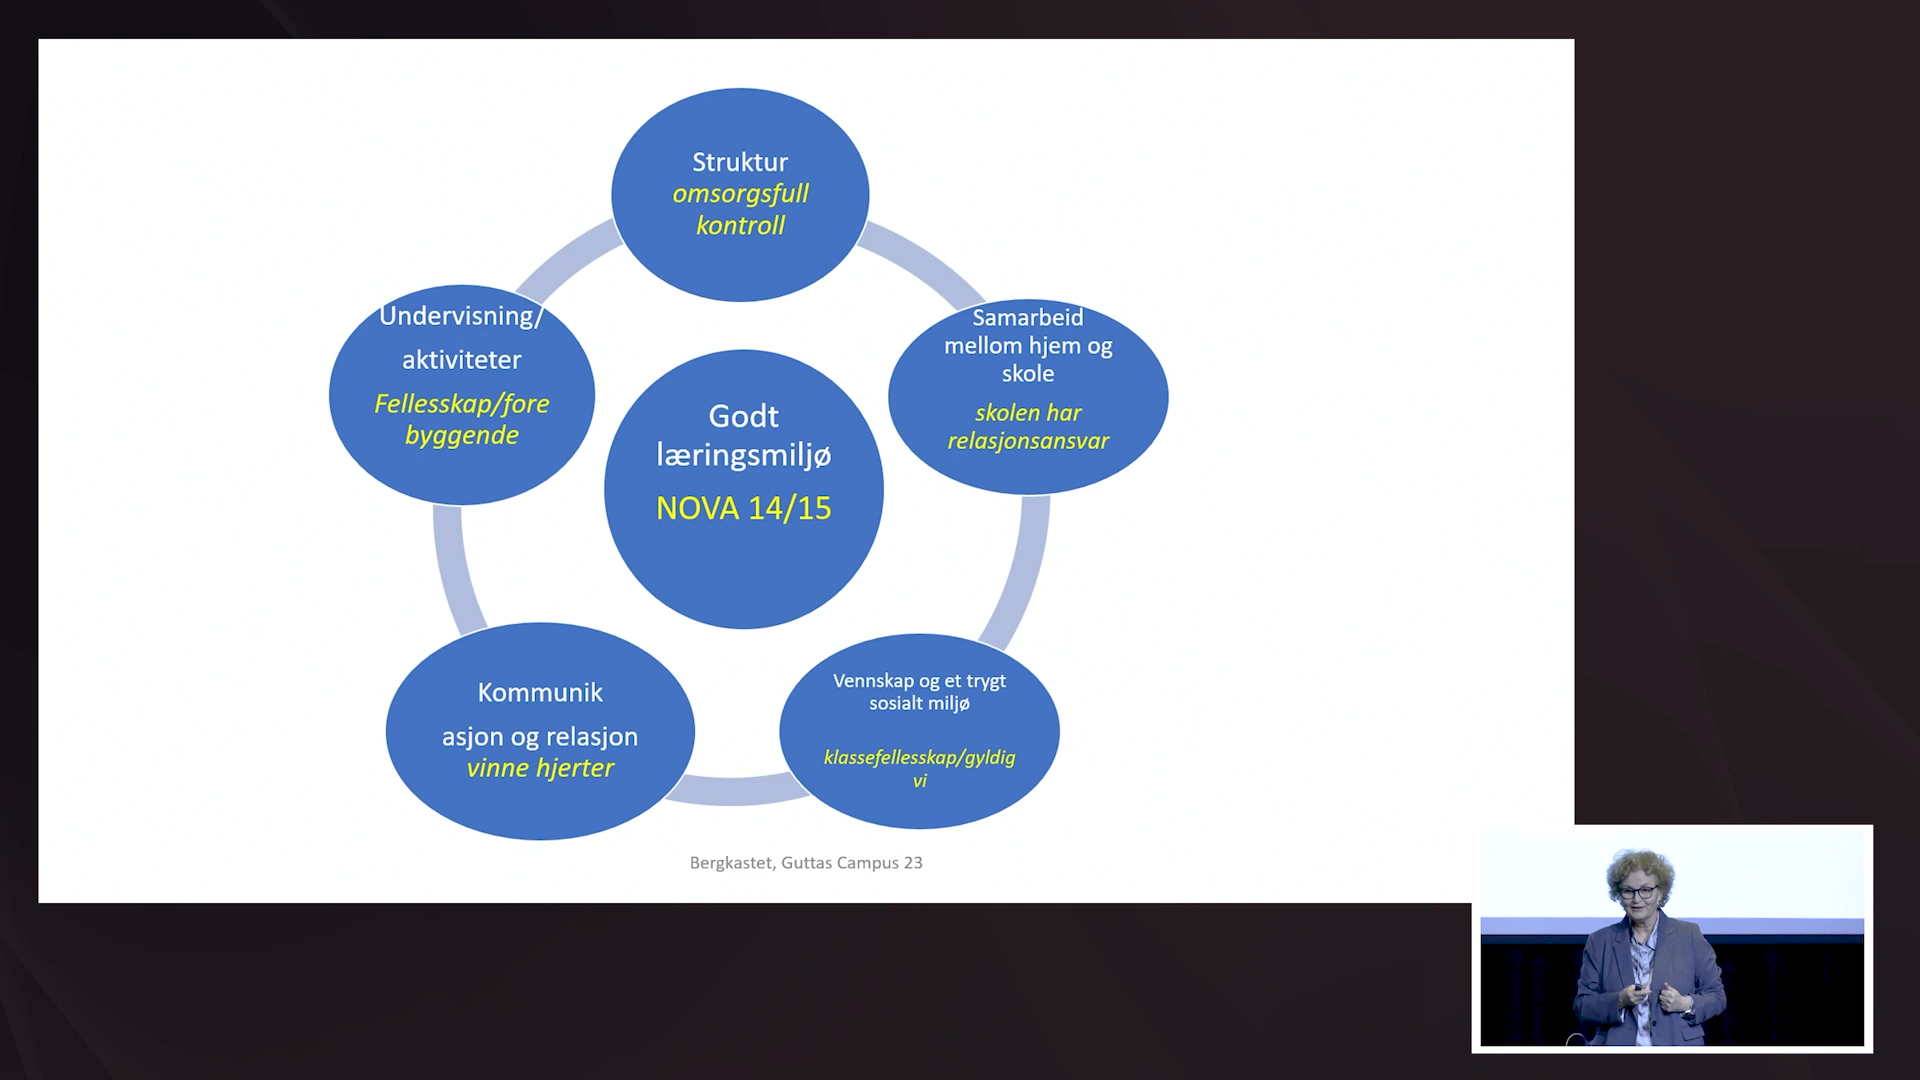 Struktur
omsorgsfull
kontroll
Undervisning/
aktiviteter
Fellesskap/fore
byggende
Samarbeid
mellom hjem og
skole
skolen har
relasjonsansvar
Godt
læringsmiljø
NOVA 14/15
Kommunik
asjon og relasjon
vinne hjerter
Vennskap og et trygt
sosialt miljø
klassefellesskap/gyldig
vi
Bergkastet, Guttas Campus 23